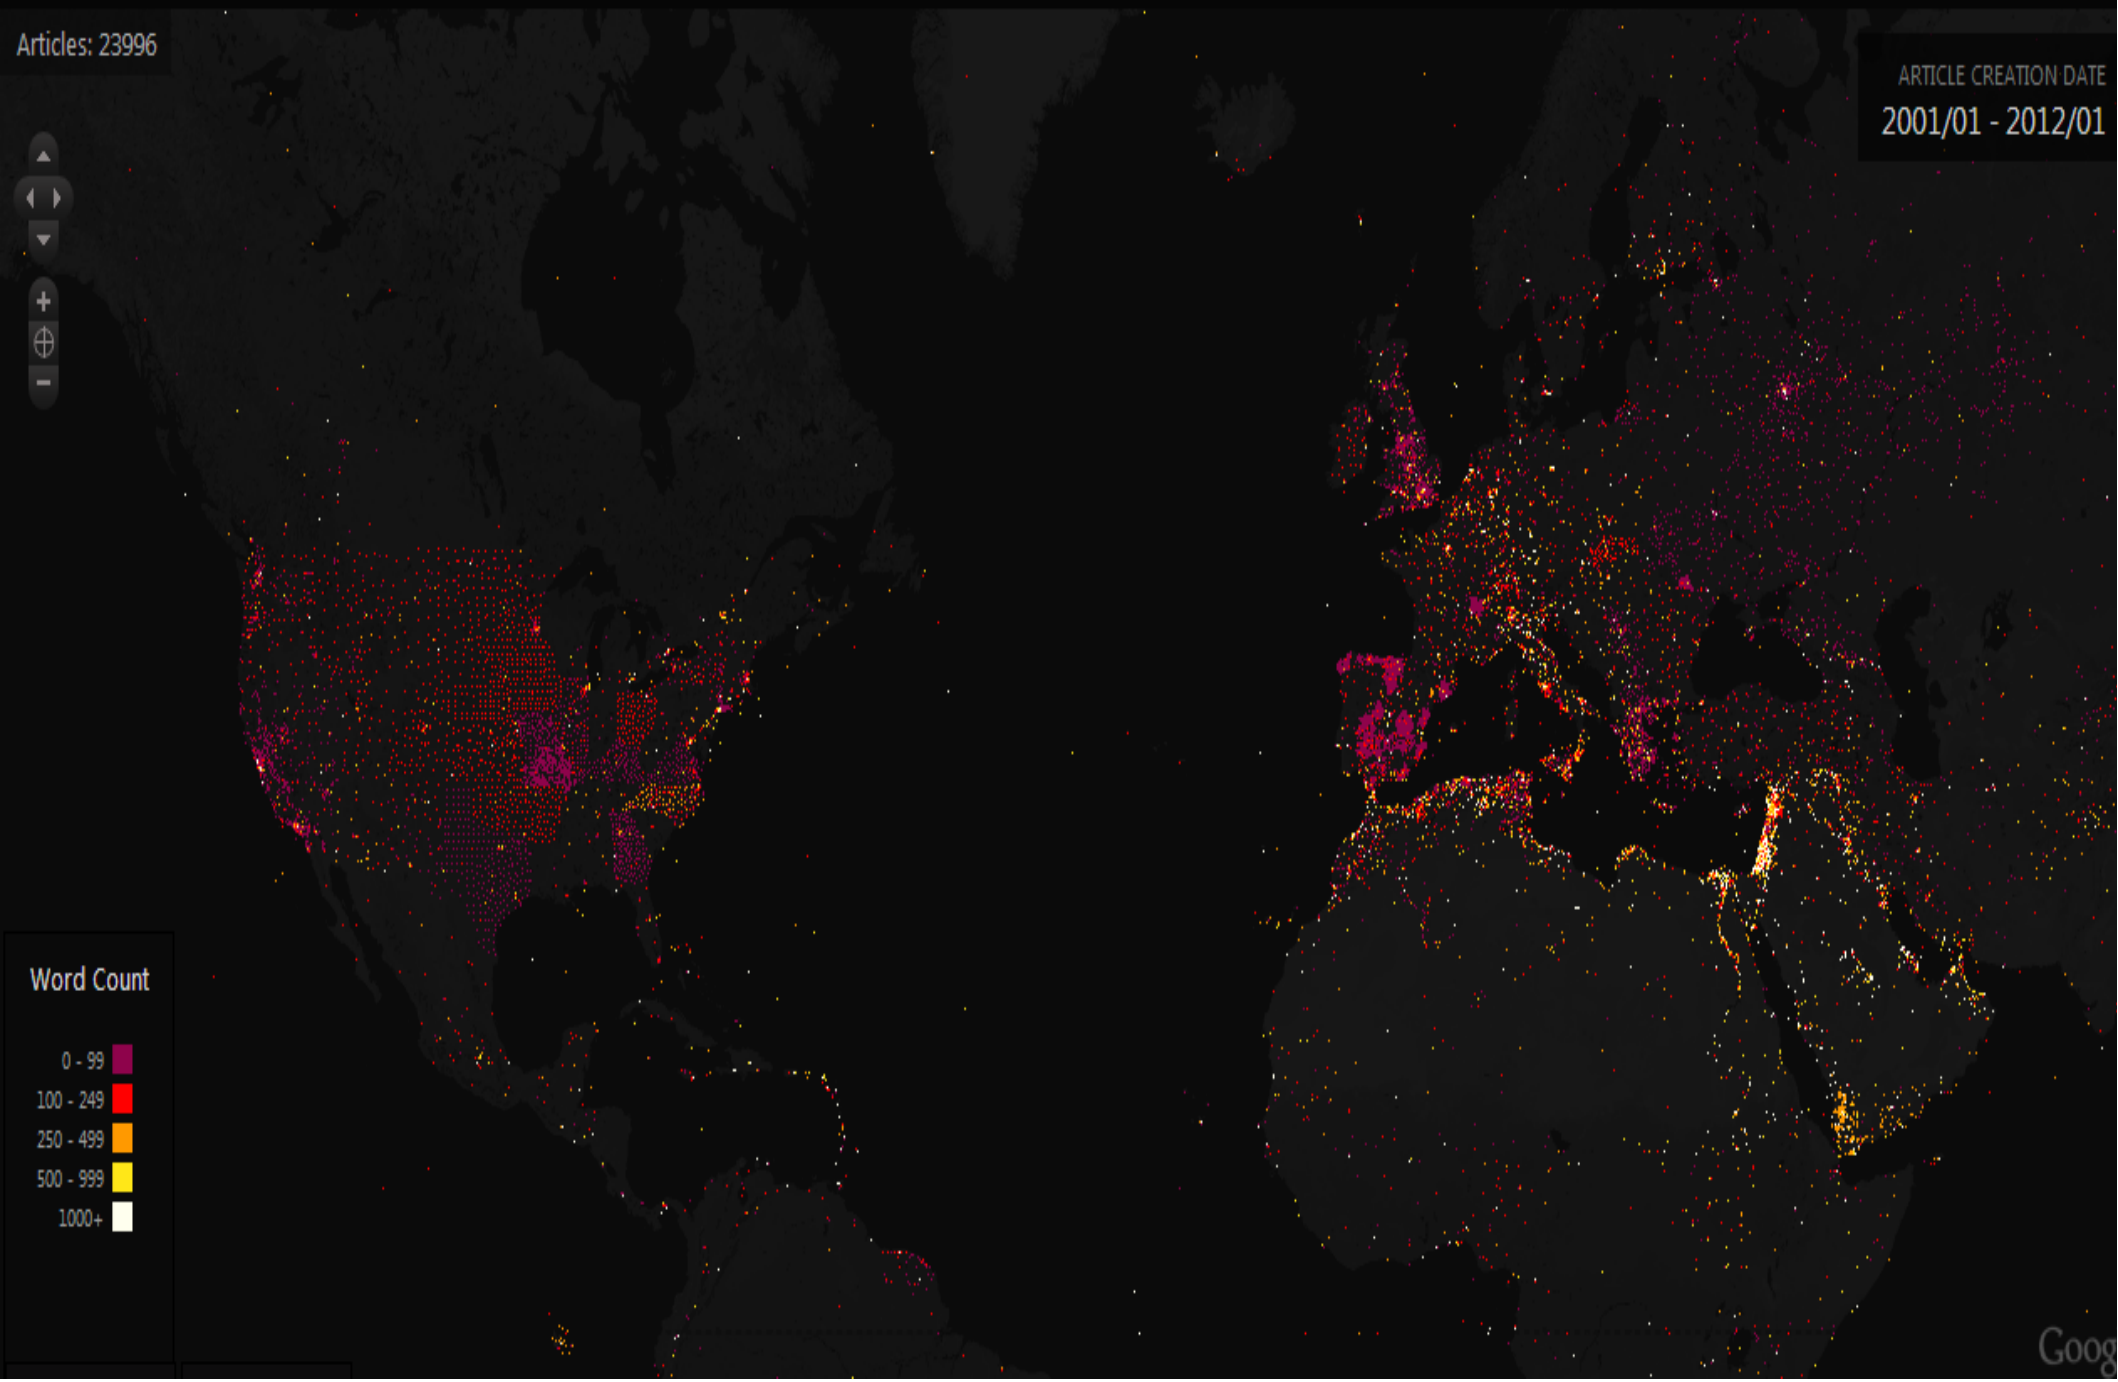 Articles: 23996
ARTICLE CREATION DATE
2001/01 - 2012/01
Word Count
0 - 99
100 - 249
250 - 499
500 - 999
1000+
Goog